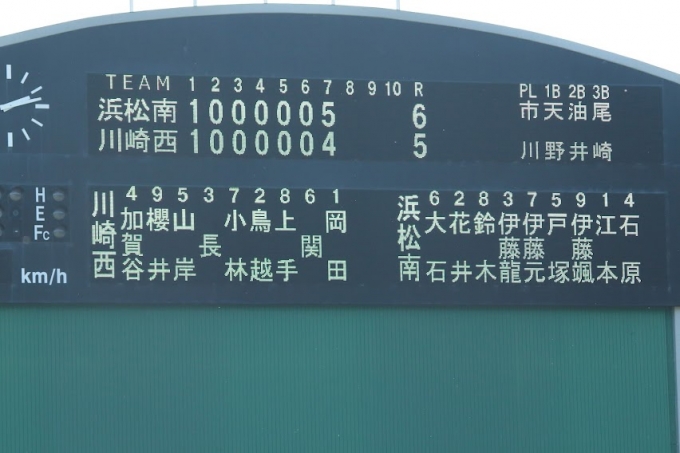 TEAM 1 2 3 4 5 6 7 8 9 10 R PL 1B 2B 3B
浜松南 1 0 0 0 0 0 5 6 市 天 油 尾
川崎西 1 0 0 0 0 0 4 5 川 野 井 崎
H
E
Fc
km/h
川崎西
4 加賀谷
9 櫻井
5 山岸
3 長
7 小林
2 鳥越
8 上手
6 関
1 岡田
浜松南
6 大石
2 花井
8 鈴木
3 伊藤龍
7 伊藤元
5 戸塚
9 伊藤颯
1 江本
4 石原